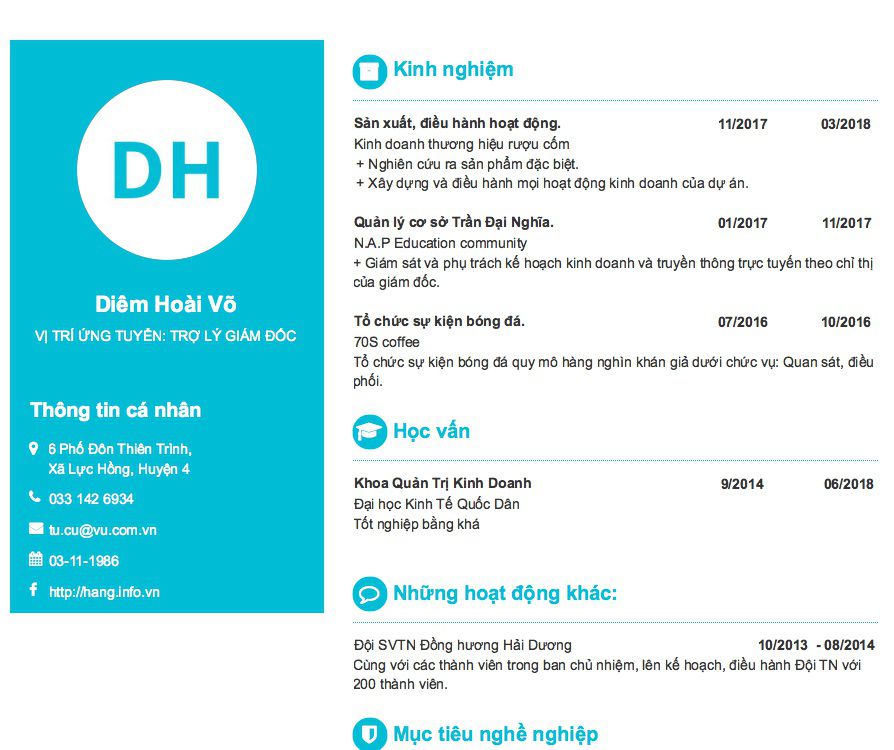 DH
Diêm Hoài Võ
VỊ TRÍ ỨNG TUYỂN: TRỢ LÝ GIÁM ĐỐC
Thông tin cá nhân
6 Phố Đôn Thiên Trình,
Xã Lực Hồng, Huyện 4
033 142 6934
tu.cu@vu.com.vn
03-11-1986
http://hang.info.vn
Kinh nghiệm
Sản xuất, điều hành hoạt động. 11/2017 03/2018
Kinh doanh thương hiệu rượu cốm
+ Nghiên cứu ra sản phẩm đặc biệt.
+ Xây dựng và điều hành mọi hoạt động kinh doanh của dự án.
Quản lý cơ sở Trần Đại Nghĩa. 01/2017 11/2017
N.A.P Education community
+ Giám sát và phụ trách kế hoạch kinh doanh và truyền thông trực tuyến theo chỉ thị
của giám đốc.
Tổ chức sự kiện bóng đá. 07/2016 10/2016
70S coffee
Tổ chức sự kiện bóng đá quy mô hàng nghìn khán giả dưới chức vụ: Quan sát, điều
phối.
Học vấn
Khoa Quản Trị Kinh Doanh 9/2014 06/2018
Đại học Kinh Tế Quốc Dân
Tốt nghiệp bằng khá
Những hoạt động khác:
Đội SVTN Đồng hương Hải Dương 10/2013 - 08/2014
Cùng với các thành viên trong ban chủ nhiệm, lên kế hoạch, điều hành Đội TN với
200 thành viên.
Mục tiêu nghề nghiệp